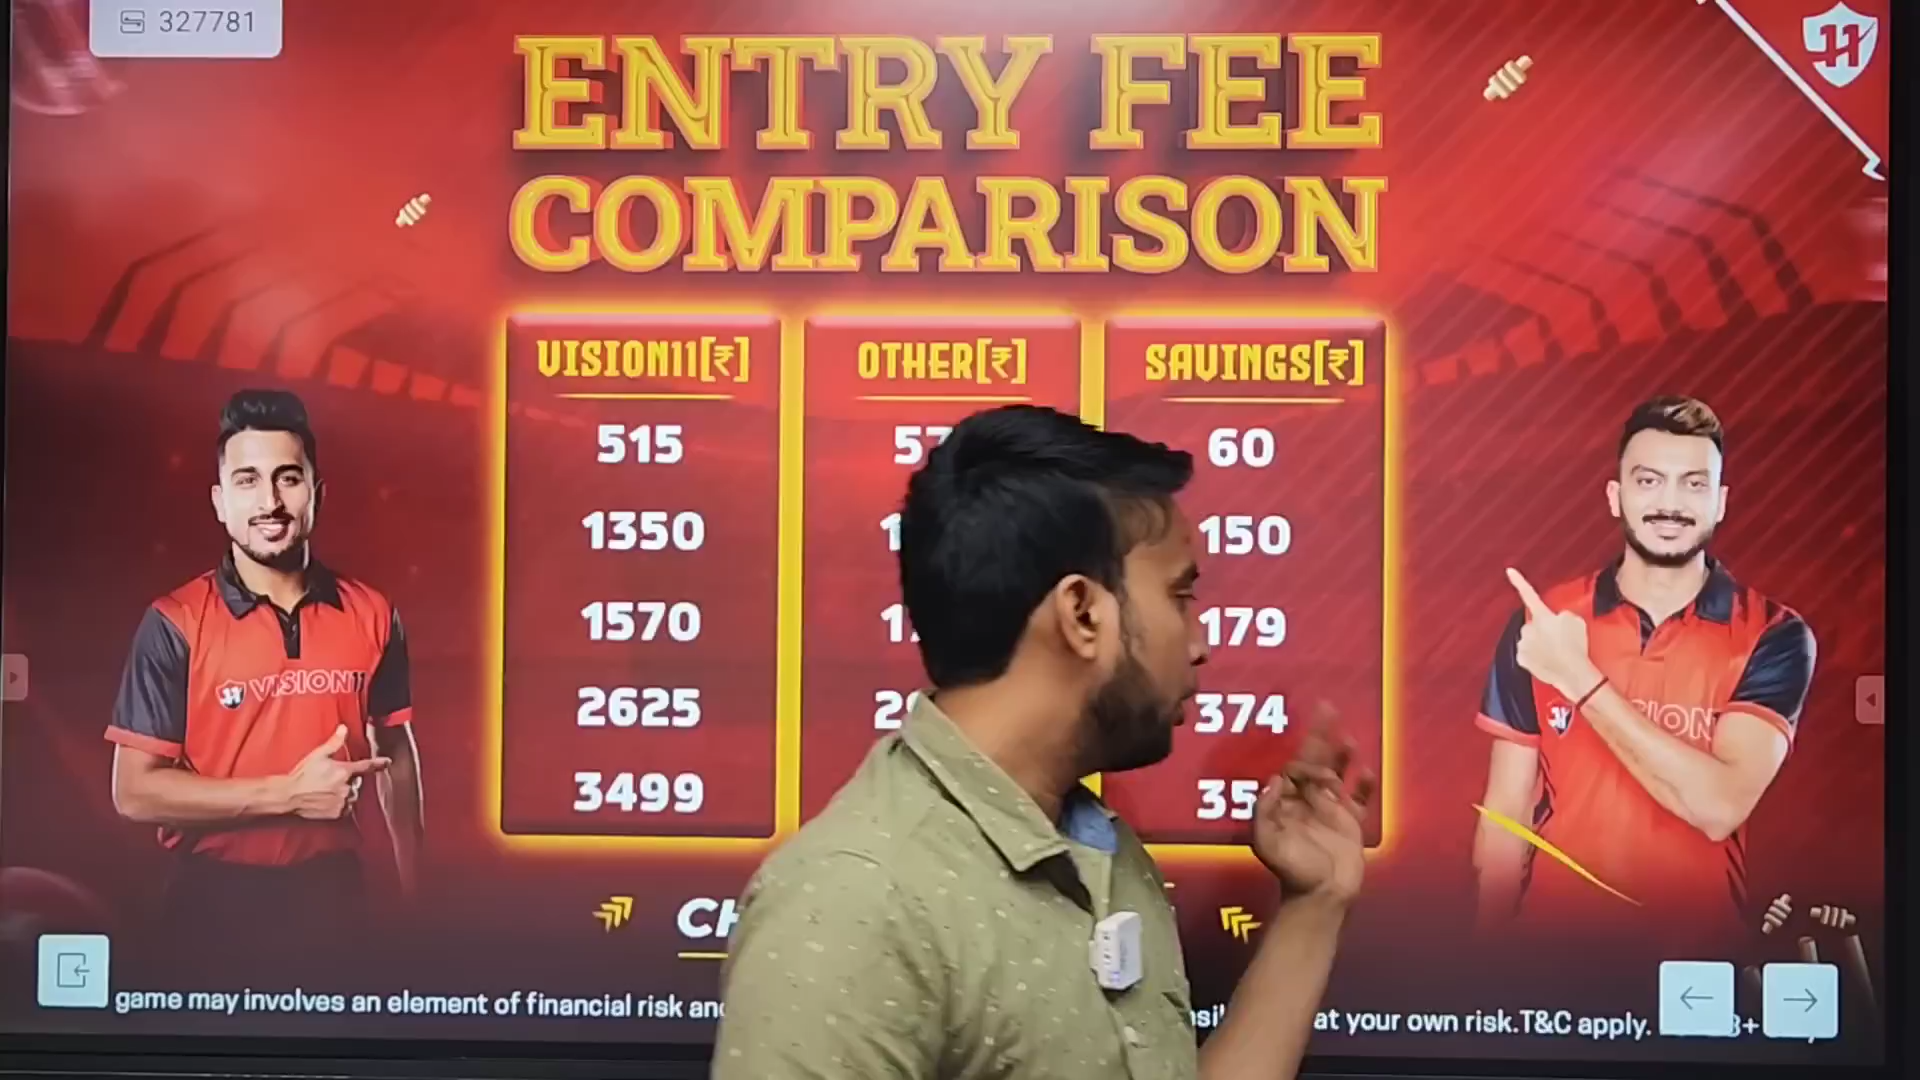 327781
ENTRY FEE
COMPARISON
VISION11[₹] OTHER[₹] SAVINGS[₹]
515 60
1350 150
1570 179
2625 374
3499
VISION11
game may involves an element of financial risk
at your own risk.T&C apply.